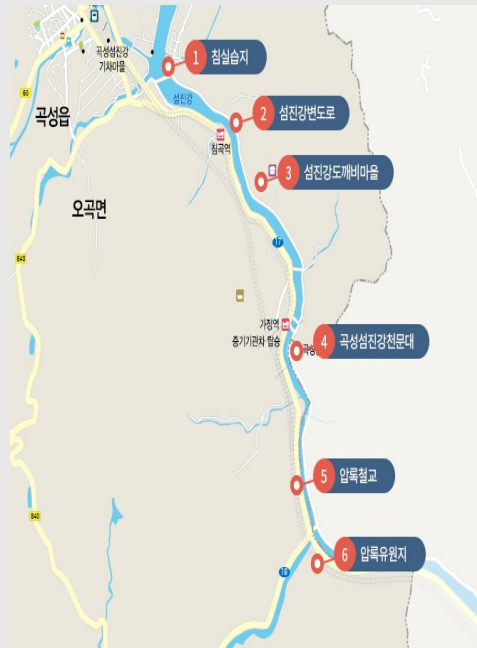 곡성섬진강
기차마을
1 침실습지
60
섬진강
곡성읍
2 섬진강변도로
침곡역
3 섬진강도깨비마을
오곡면
17
840
가정역
증기기관차 탑승
4 곡성섬진강천문대
곡성
5 압록철교
840
6 압록유원지
18